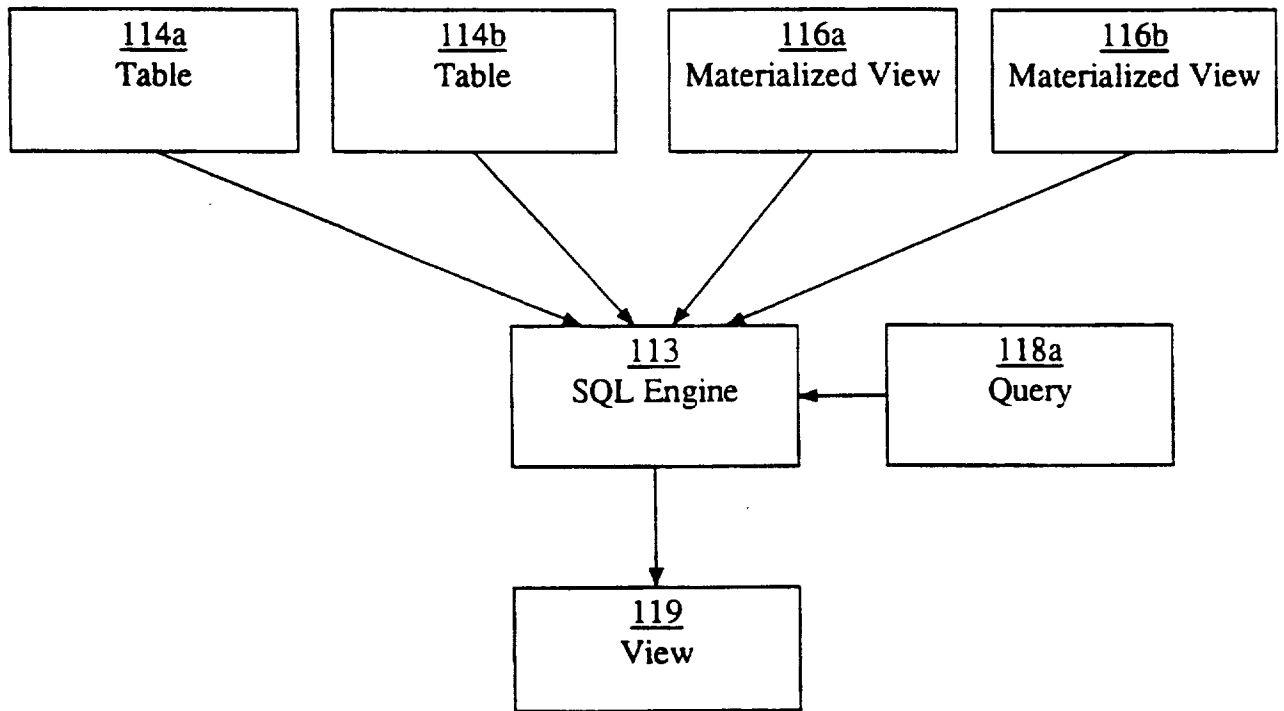 114a
Table
114b
Table
116a
Materialized View
116b
Materialized View
113
SQL Engine
118a
Query
119
View